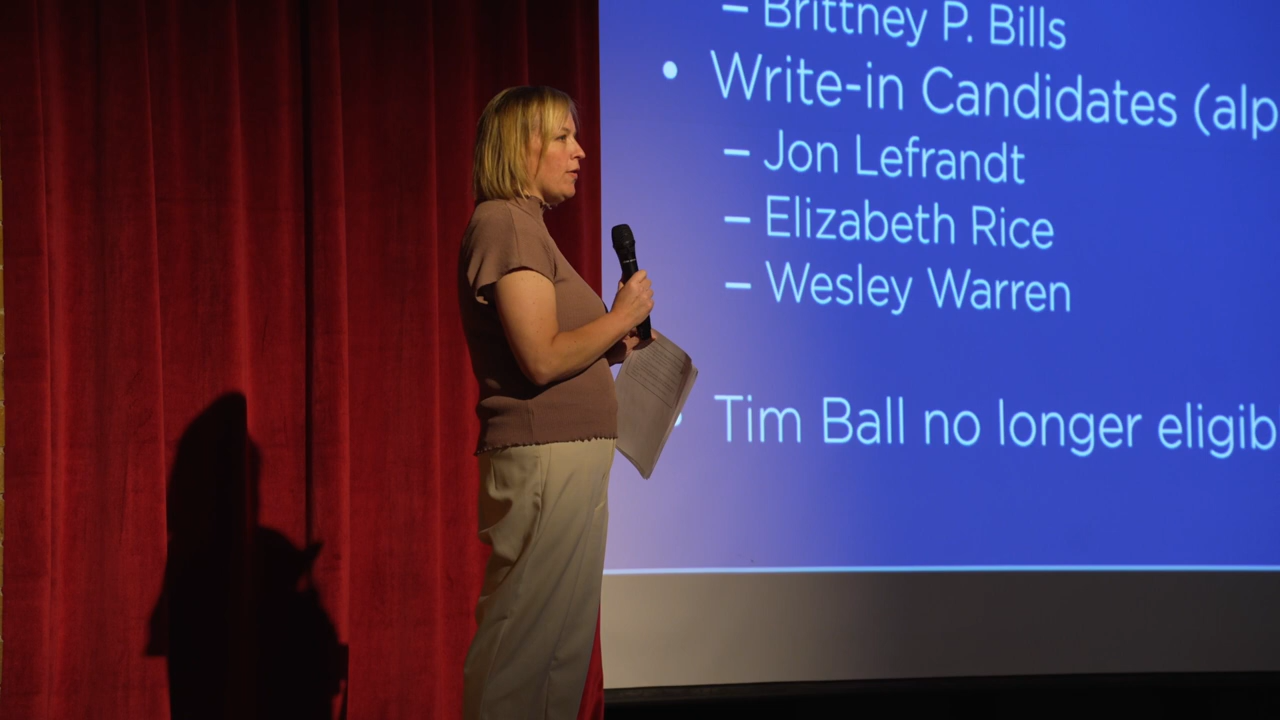 – Brittney P. Bills
• Write-in Candidates (alp
– Jon Lefrandt
– Elizabeth Rice
– Wesley Warren
• Tim Ball no longer eligib